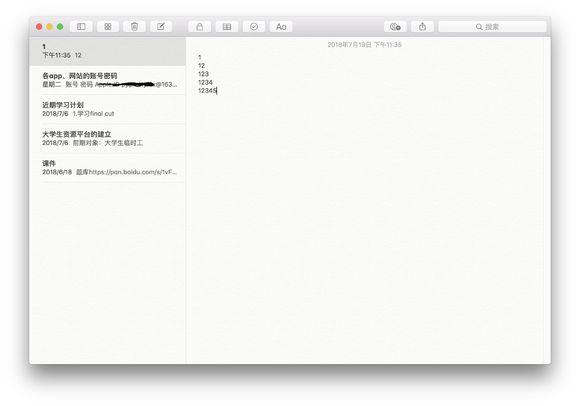 Aa
搜索
1
下午11:35 12
各app、网站的账号密码
星期二 账号 密码 @163...
近期学习计划
2018/7/6 1.学习final cut
大学生资源平台的建立
2018/7/6 前期对象：大学生临时工
课件
2018/6/18 题库https://pan.baidu.com/s/1vF...
2018年7月19日 下午11:35
1
12
123
1234
12345